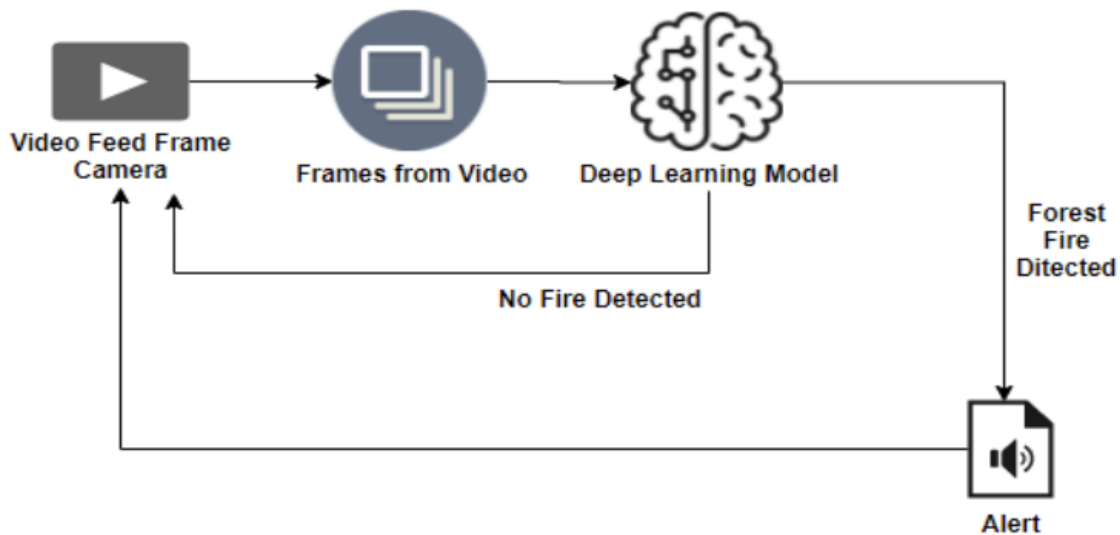 Video Feed Frame
Camera
Frames from Video
Deep Learning Model
Forest
Fire
Ditected
No Fire Detected
Alert